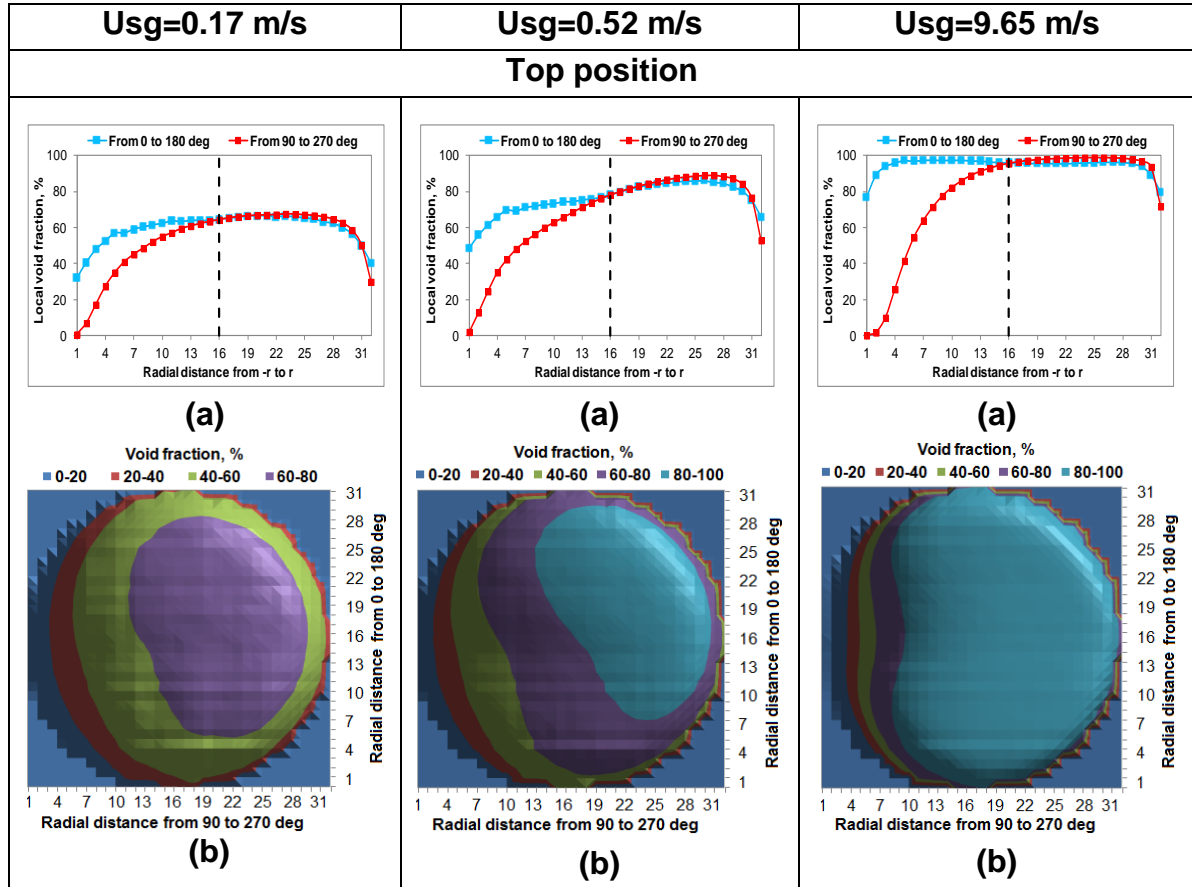 Usg=0.17 m/s Usg=0.52 m/s Usg=9.65 m/s
Top position
From 0 to 180 deg From 90 to 270 deg
Local void fraction, %
100
80
60
40
20
0
1 4 7 10 13 16 19 22 25 28 31
Radial distance from -r to r
(a)
Void fraction, %
0-20 20-40 40-60 60-80
31
28
25
22
19
16
13
10
7
4
1
Radial distance from 0 to 180 deg
1 4 7 10 13 16 19 22 25 28 31
Radial distance from 90 to 270 deg
(b)
From 0 to 180 deg From 90 to 270 deg
Local void fraction, %
100
80
60
40
20
0
1 4 7 10 13 16 19 22 25 28 31
Radial distance from -r to r
(a)
Void fraction, %
0-20 20-40 40-60 60-80 80-100
31
28
25
22
19
16
13
10
7
4
1
Radial distance from 0 to 180 deg
1 4 7 10 13 16 19 22 25 28 31
Radial distance from 90 to 270 deg
(b)
From 0 to 180 deg From 90 to 270 deg
Local void fraction, %
100
80
60
40
20
0
1 4 7 10 13 16 19 22 25 28 31
Radial distance from -r to r
(a)
Void fraction, %
0-20 20-40 40-60 60-80 80-100
31
28
25
22
19
16
13
10
7
4
1
Radial distance from 0 to 180 deg
1 4 7 10 13 16 19 22 25 28 31
Radial distance from 90 to 270 deg
(b)